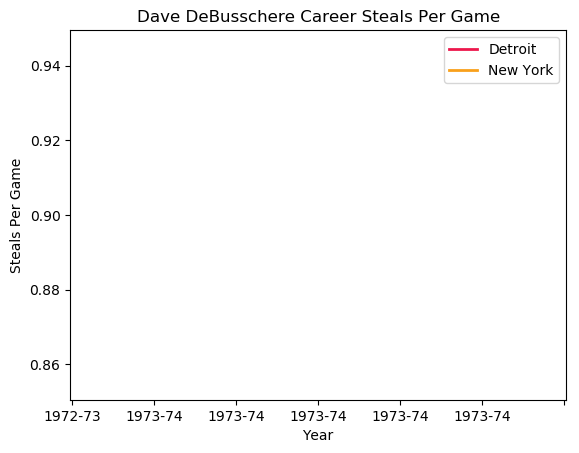 Dave DeBusschere Career Steals Per Game
Detroit
New York
0.94
0.92
0.90
0.88
0.86
Steals Per Game
1972-73 1973-74 1973-74 1973-74 1973-74 1973-74
Year